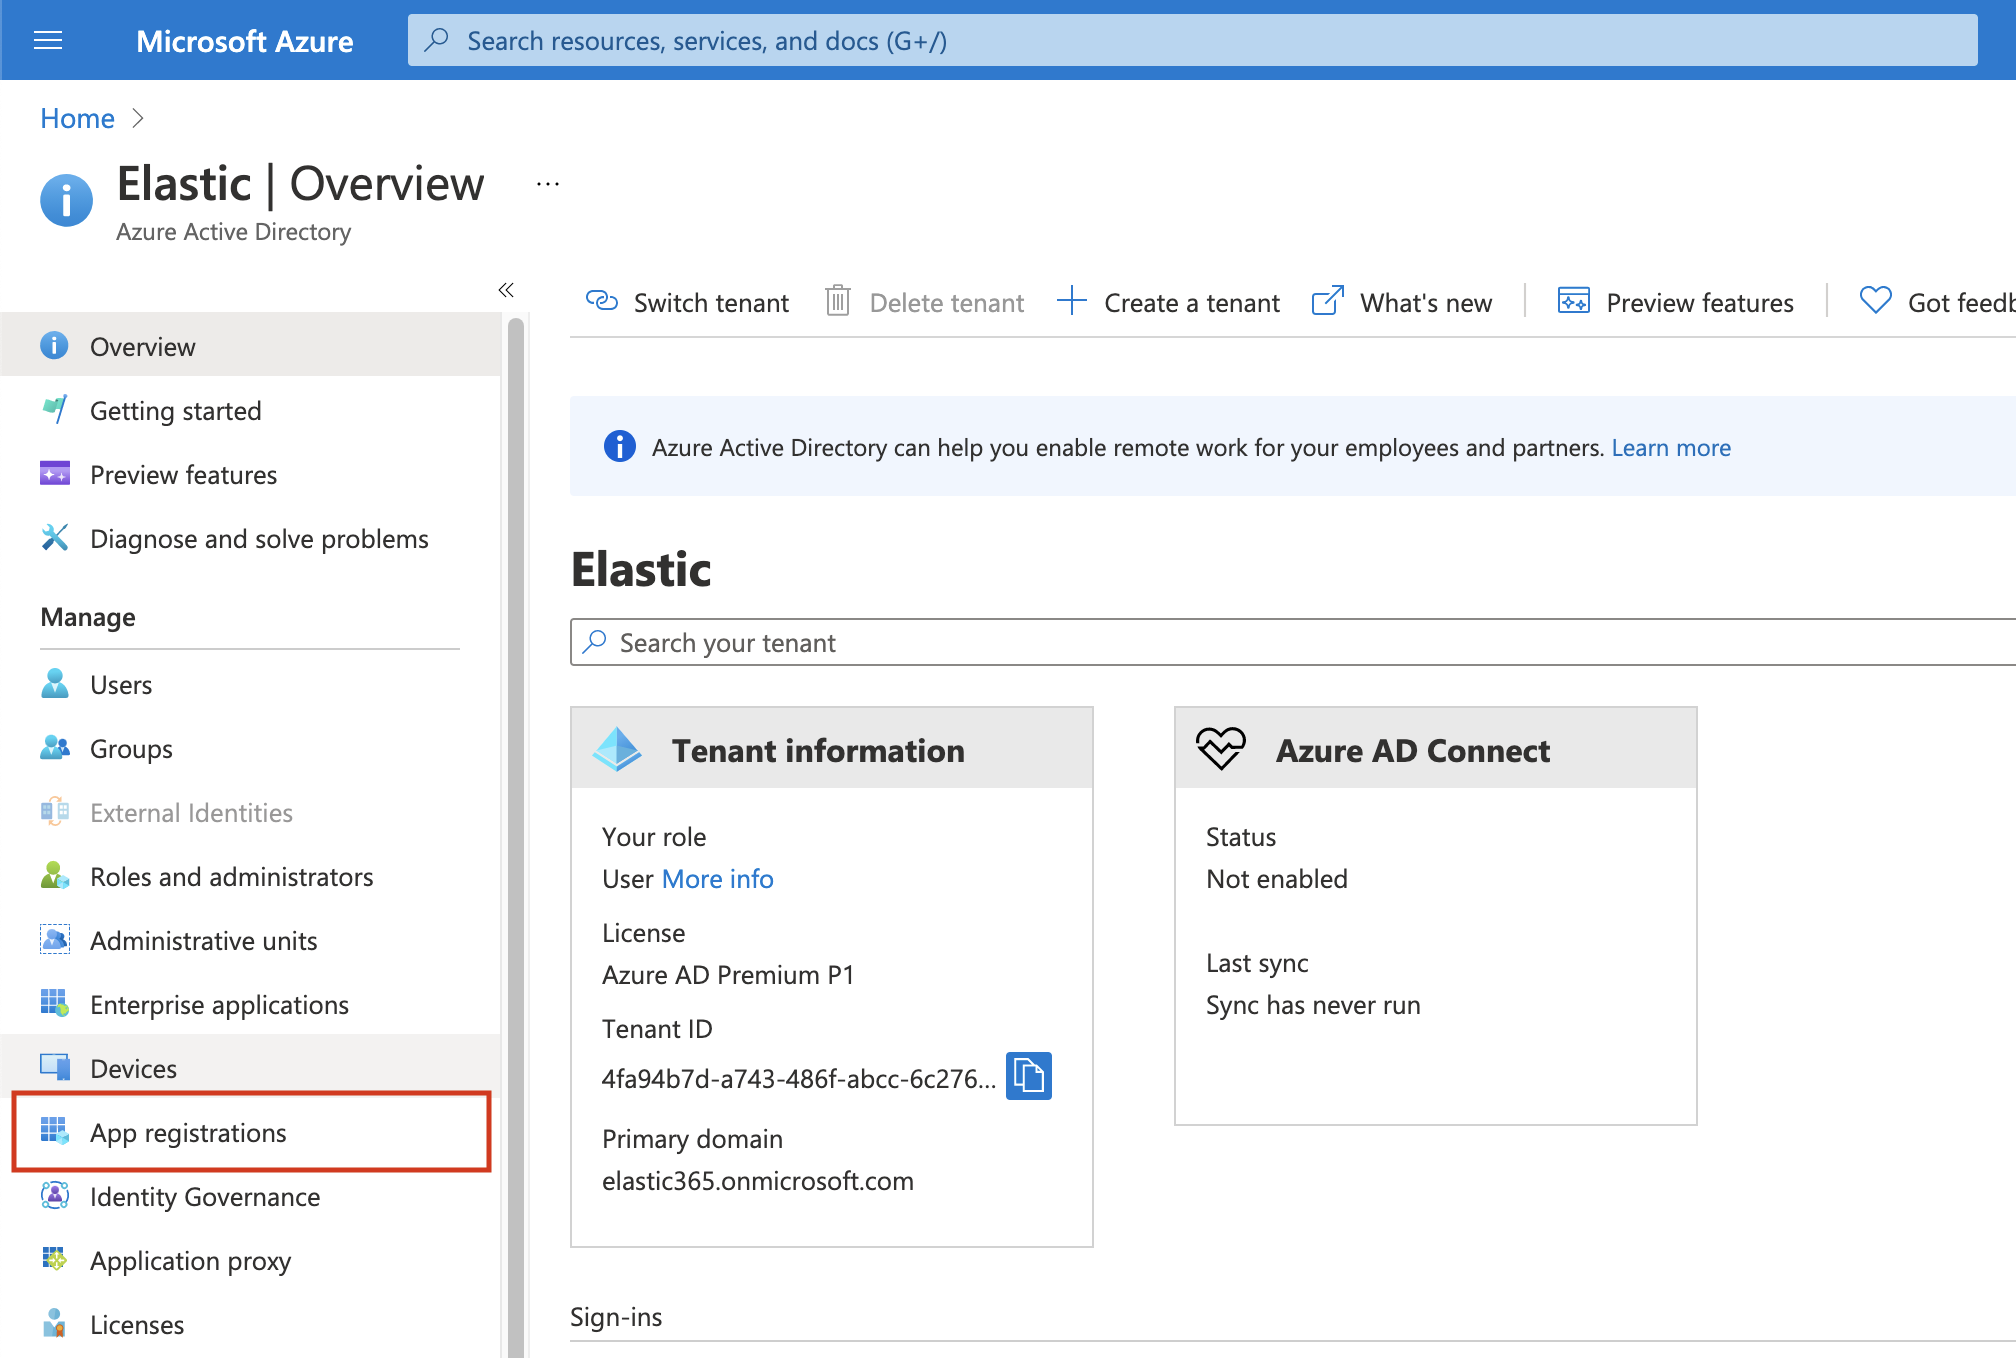 Microsoft Azure
Search resources, services, and docs (G+/)
Home
Elastic | Overview ...
Azure Active Directory
«
Switch tenant
Delete tenant
Create a tenant
What's new
Preview features
Got feedb
Overview
Getting started
Preview features
Diagnose and solve problems
Manage
Users
Groups
External Identities
Roles and administrators
Administrative units
Enterprise applications
Devices
App registrations
Identity Governance
Application proxy
Licenses
Azure Active Directory can help you enable remote work for your employees and partners. Learn more
Elastic
Search your tenant
Tenant information
Your role
User More info
License
Azure AD Premium P1
Tenant ID
4fa94b7d-a743-486f-abcc-6c276...
Primary domain
elastic365.onmicrosoft.com
Azure AD Connect
Status
Not enabled
Last sync
Sync has never run
Sign-ins